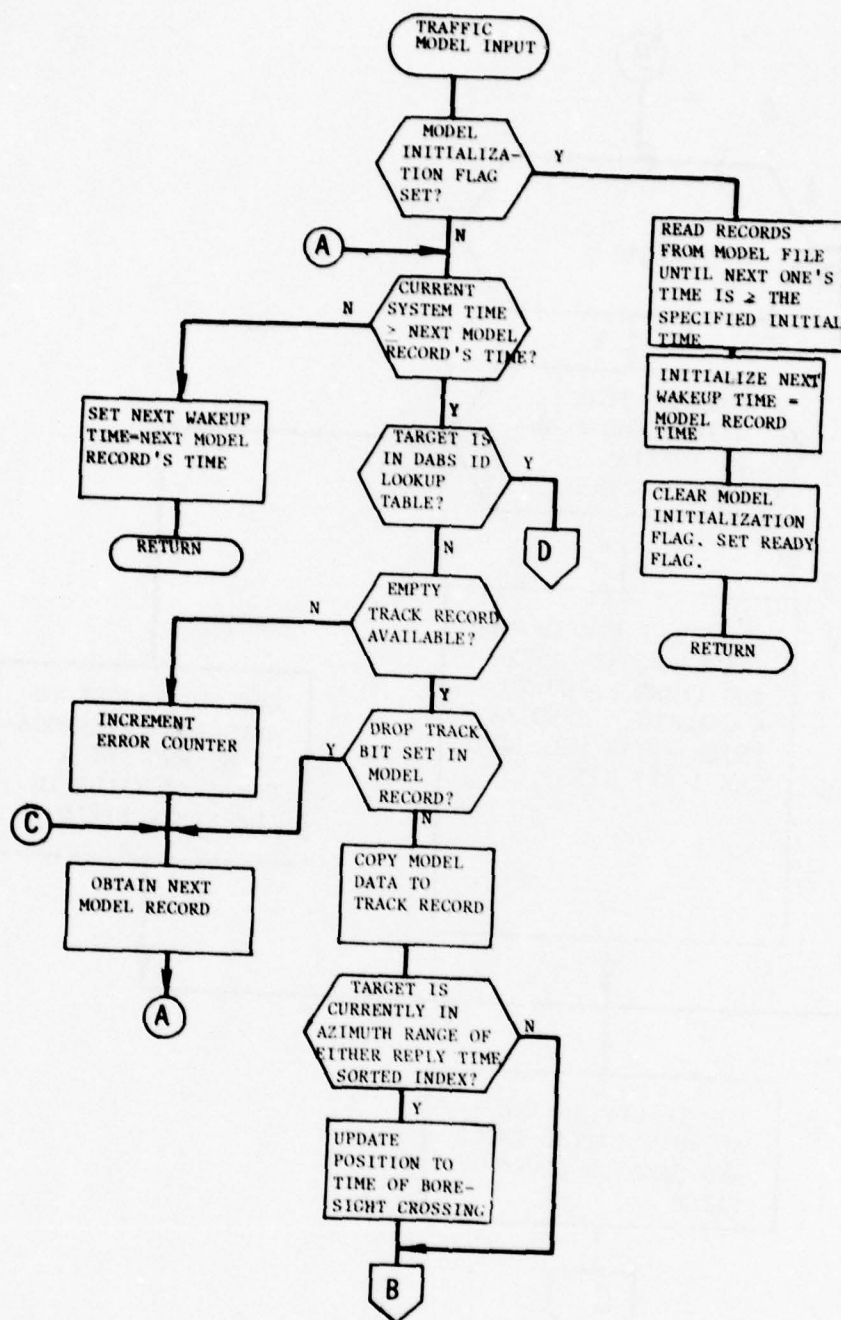 TRAFFIC
MODEL INPUT
MODEL
INITIALIZA-
TION FLAG
SET?
Y
N
A
READ RECORDS
FROM MODEL FILE
UNTIL NEXT ONE'S
TIME IS ≥ THE
SPECIFIED INITIAL
TIME
CURRENT
SYSTEM TIME
≥ NEXT MODEL
RECORD'S TIME?
N
Y
INITIALIZE NEXT
WAKEUP TIME =
MODEL RECORD
TIME
SET NEXT WAKEUP
TIME=NEXT MODEL
RECORD'S TIME
TARGET IS
IN DABS ID
LOOKUP
TABLE?
Y
N
CLEAR MODEL
INITIALIZATION
FLAG. SET READY
FLAG.
RETURN
D
EMPTY
TRACK RECORD
AVAILABLE?
N
Y
RETURN
INCREMENT
ERROR COUNTER
DROP TRACK
BIT SET IN
MODEL
RECORD?
Y
N
C
OBTAIN NEXT
MODEL RECORD
COPY MODEL
DATA TO
TRACK RECORD
A
TARGET IS
CURRENTLY IN
AZIMUTH RANGE OF
EITHER REPLY TIME
SORTED INDEX?
N
Y
UPDATE
POSITION TO
TIME OF BORE-
SIGHT CROSSING
B